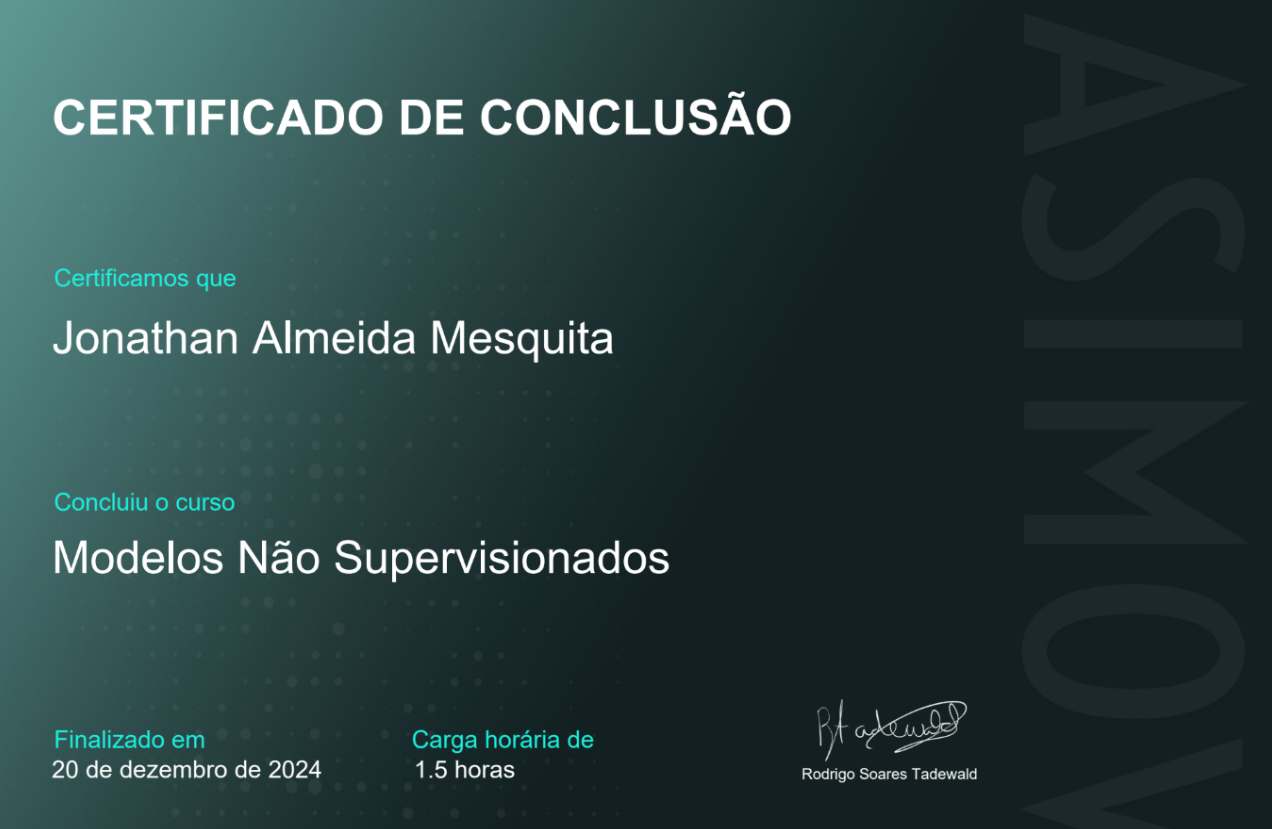 CERTIFICADO DE CONCLUSÃO
Certificamos que
Jonathan Almeida Mesquita
Concluiu o curso
Modelos Não Supervisionados
Finalizado em
20 de dezembro de 2024
Carga horária de
1.5 horas
Rtadewald
Rodrigo Soares Tadewald
ASIMOV